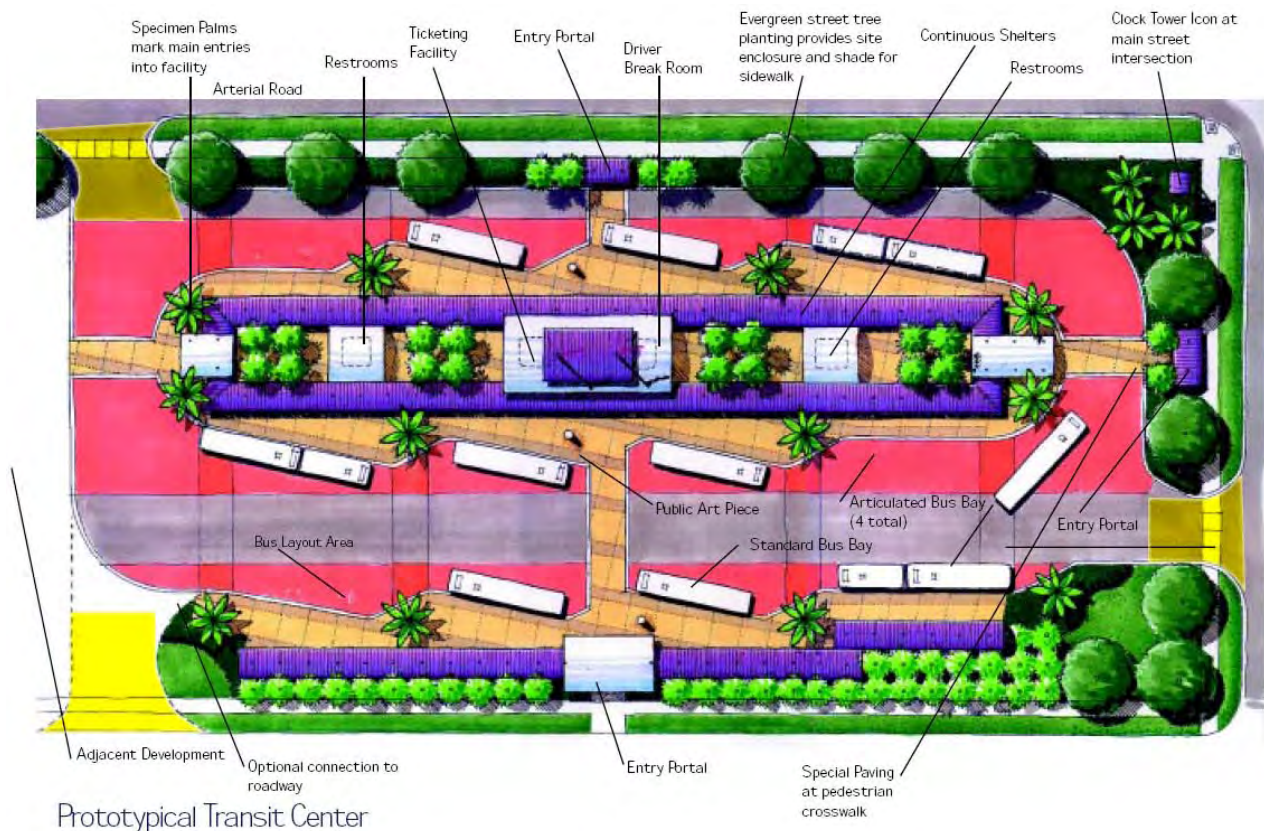 Specimen Palms
mark main entries
into facility
Arterial Road
Restrooms
Ticketing
Facility
Entry Portal
Driver
Break Room
Evergreen street tree
planting provides site
enclosure and shade for
sidewalk
Continuous Shelters
Restrooms
Clock Tower Icon at
main street
intersection
Public Art Piece
Articulated Bus Bay
(4 total)
Entry Portal
Bus Layout Area
Standard Bus Bay
Adjacent Development
Optional connection to
roadway
Entry Portal
Special Paving
at pedestrian
crosswalk
Prototypical Transit Center